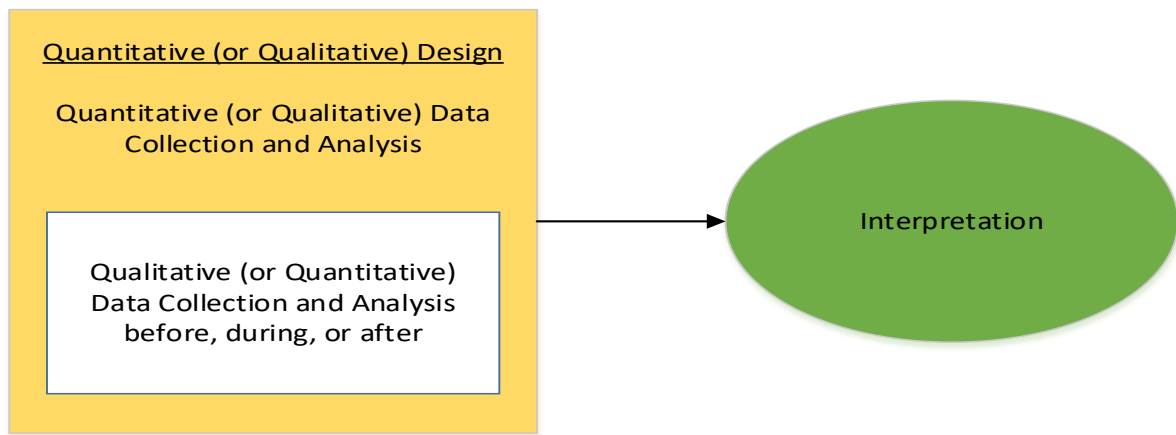 Quantitative (or Qualitative) Design
Quantitative (or Qualitative) Data
Collection and Analysis
Qualitative (or Quantitative)
Data Collection and Analysis
before, during, or after
Interpretation